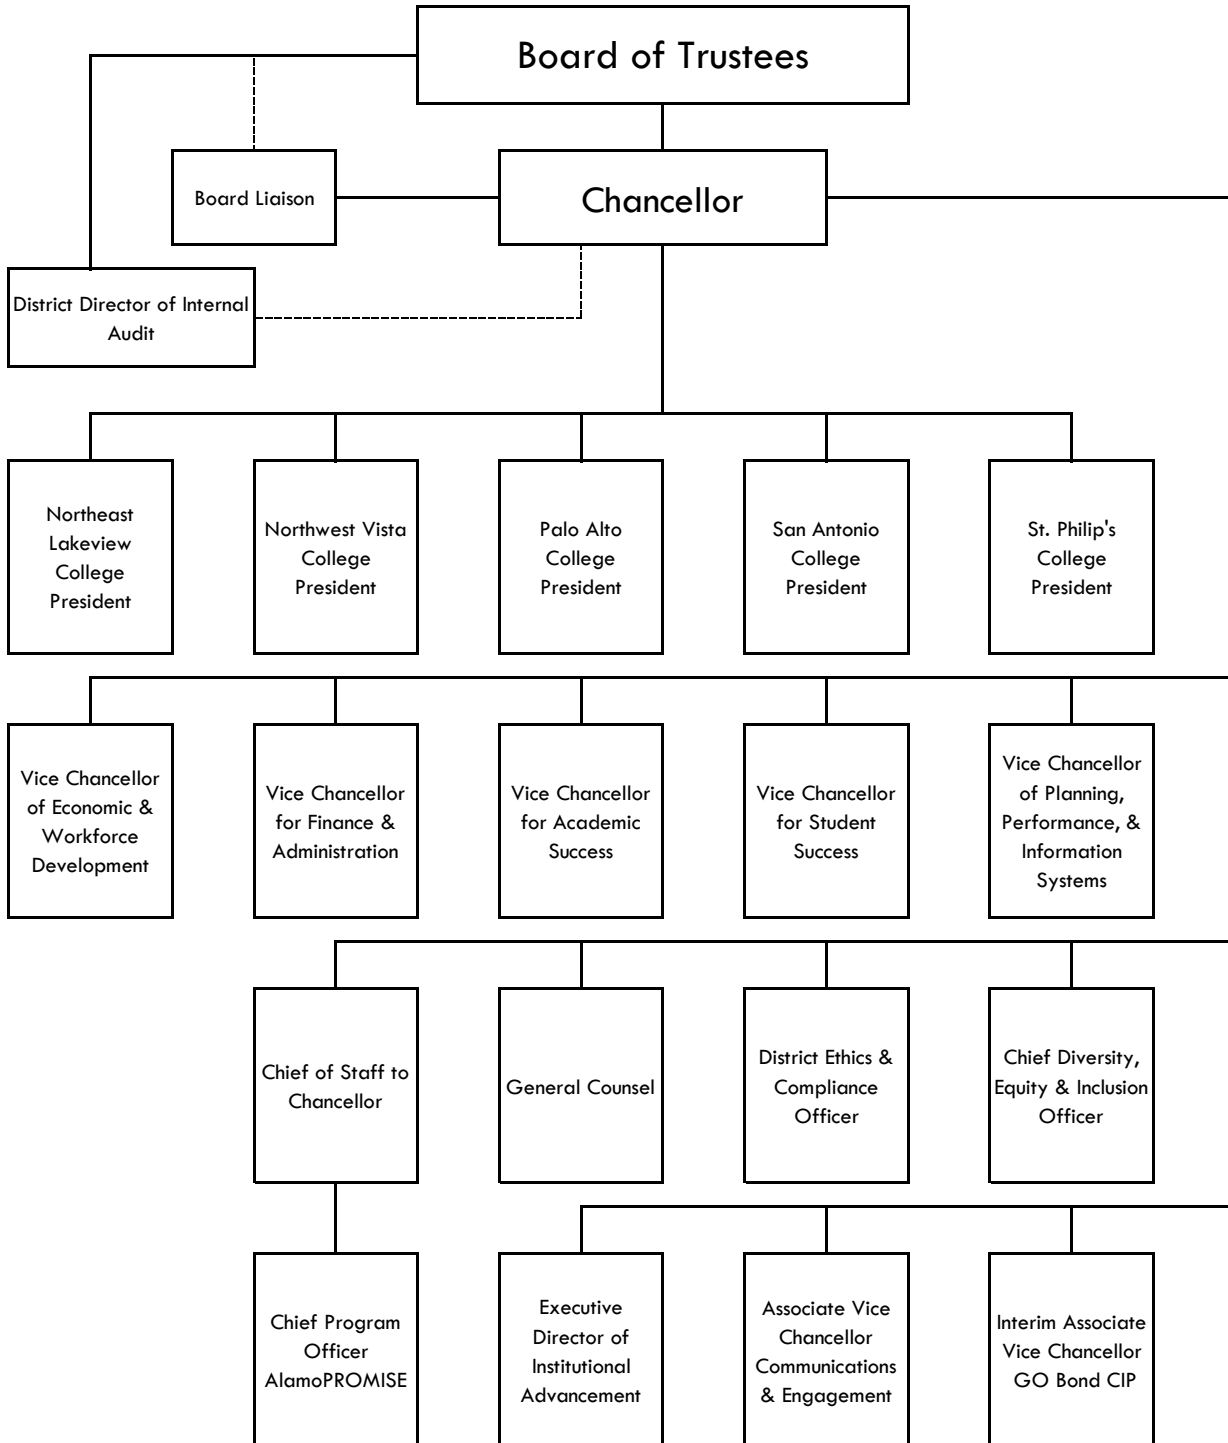 Board of Trustees
Board Liaison
Chancellor
District Director of Internal
Audit
Northeast
Lakeview
College
President
Northwest Vista
College
President
Palo Alto
College
President
San Antonio
College
President
St. Philip's
College
President
Vice Chancellor
of Economic &
Workforce
Development
Vice Chancellor
for Finance &
Administration
Vice Chancellor
for Academic
Success
Vice Chancellor
for Student
Success
Vice Chancellor
of Planning,
Performance, &
Information
Systems
Chief of Staff to
Chancellor
General Counsel
District Ethics &
Compliance
Officer
Chief Diversity,
Equity & Inclusion
Officer
Chief Program
Officer
AlamoPROMISE
Executive
Director of
Institutional
Advancement
Associate Vice
Chancellor
Communications
& Engagement
Interim Associate
Vice Chancellor
GO Bond CIP